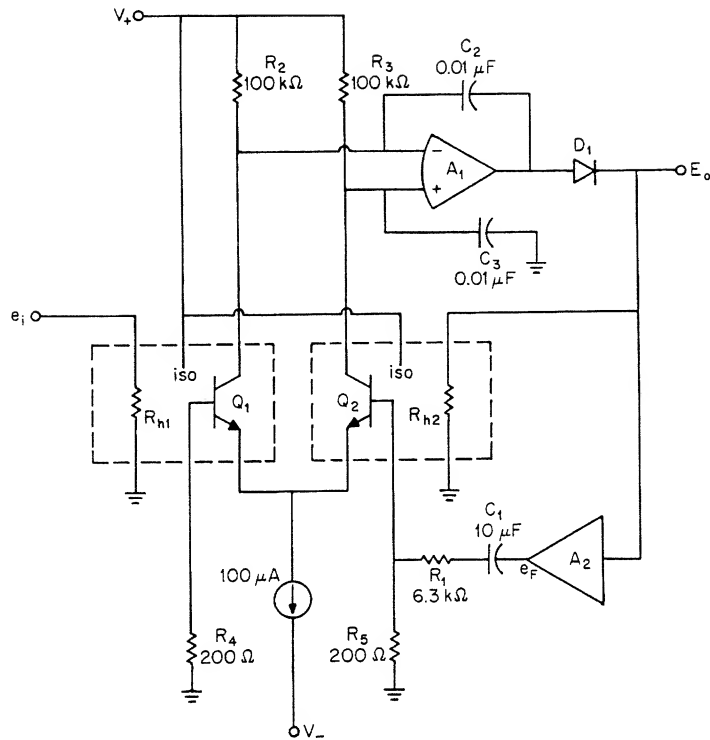 V+
R2
100 kΩ
R3
100 kΩ
C2
0.01 μF
−
A1
+
D1
Eo
C3
0.01 μF
ei
iso
iso
Rh1
Q1
Q2
Rh2
C1
10 μF
A2
eF
R1
6.3 kΩ
100 μA
R4
200 Ω
R5
200 Ω
V−